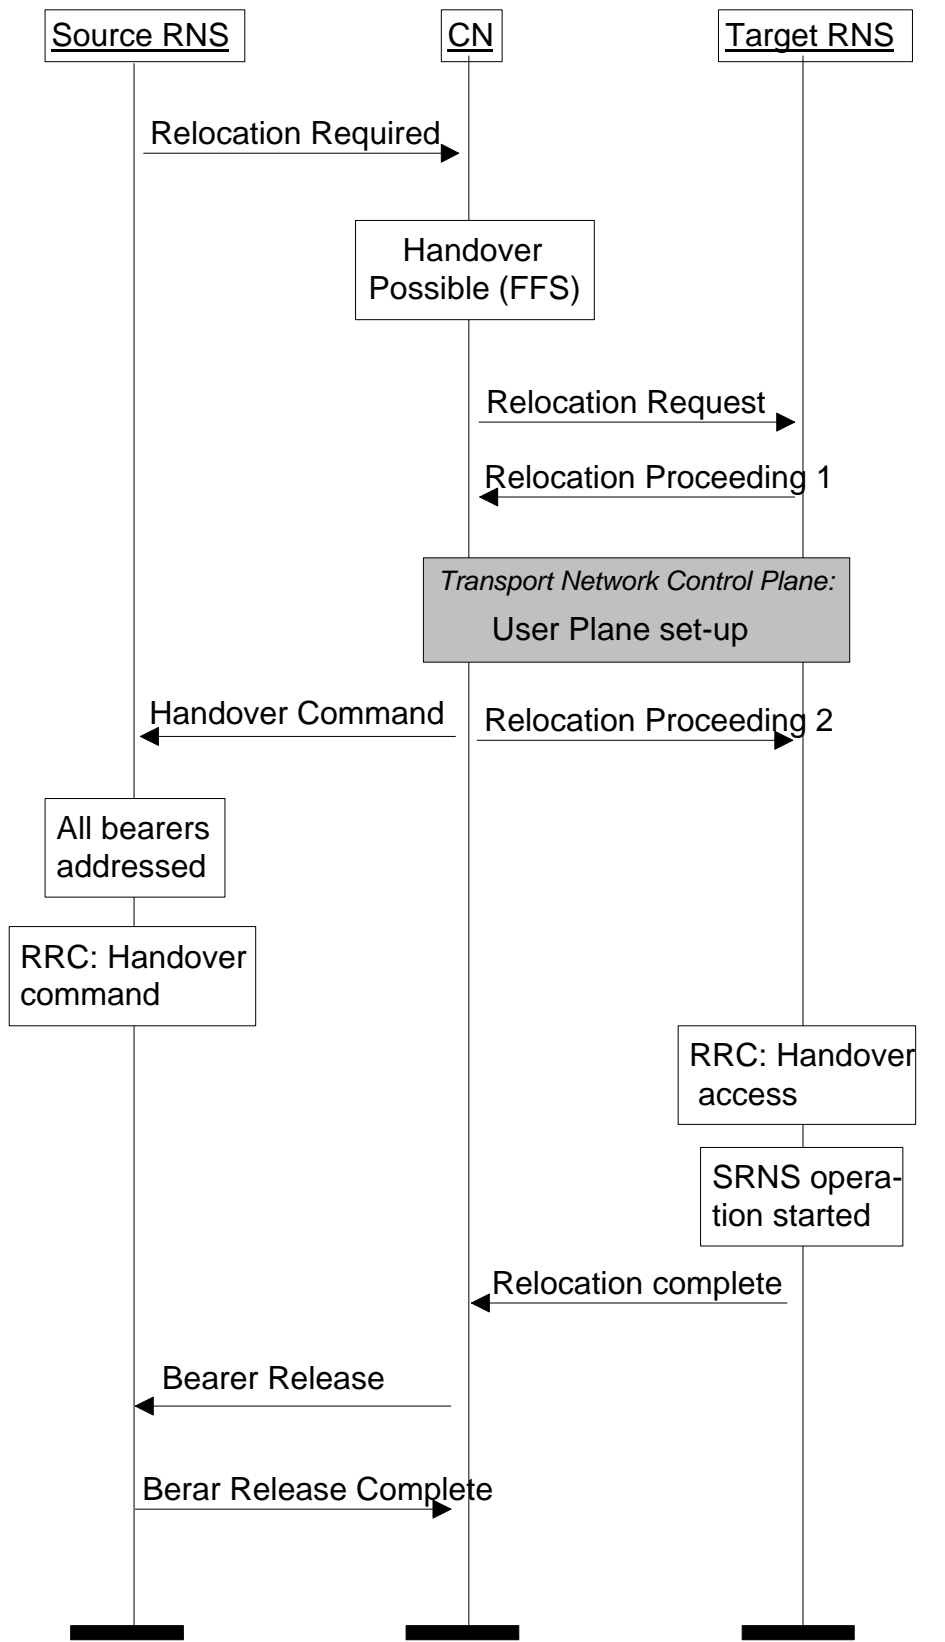 Source RNS
CN
Target RNS
Relocation Required
Handover
Possible (FFS)
Relocation Request
Relocation Proceeding 1
Transport Network Control Plane:
User Plane set-up
Handover Command
Relocation Proceeding 2
All bearers
addressed
RRC: Handover
command
RRC: Handover
access
SRNS opera-
tion started
Relocation complete
Bearer Release
Berar Release Complete